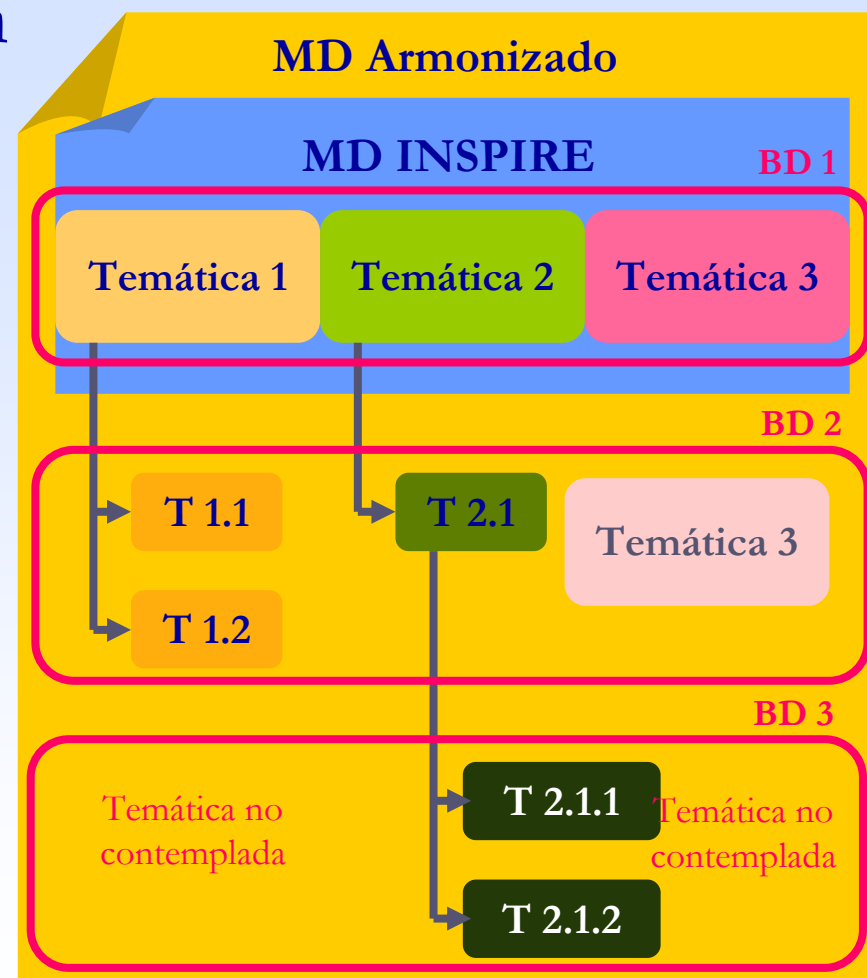 MD Armonizado
MD INSPIRE
BD 1
Temática 1
Temática 2
Temática 3
BD 2
T 1.1
T 2.1
Temática 3
T 1.2
BD 3
T 2.1.1
Temática no
contemplada
Temática no
contemplada
T 2.1.2